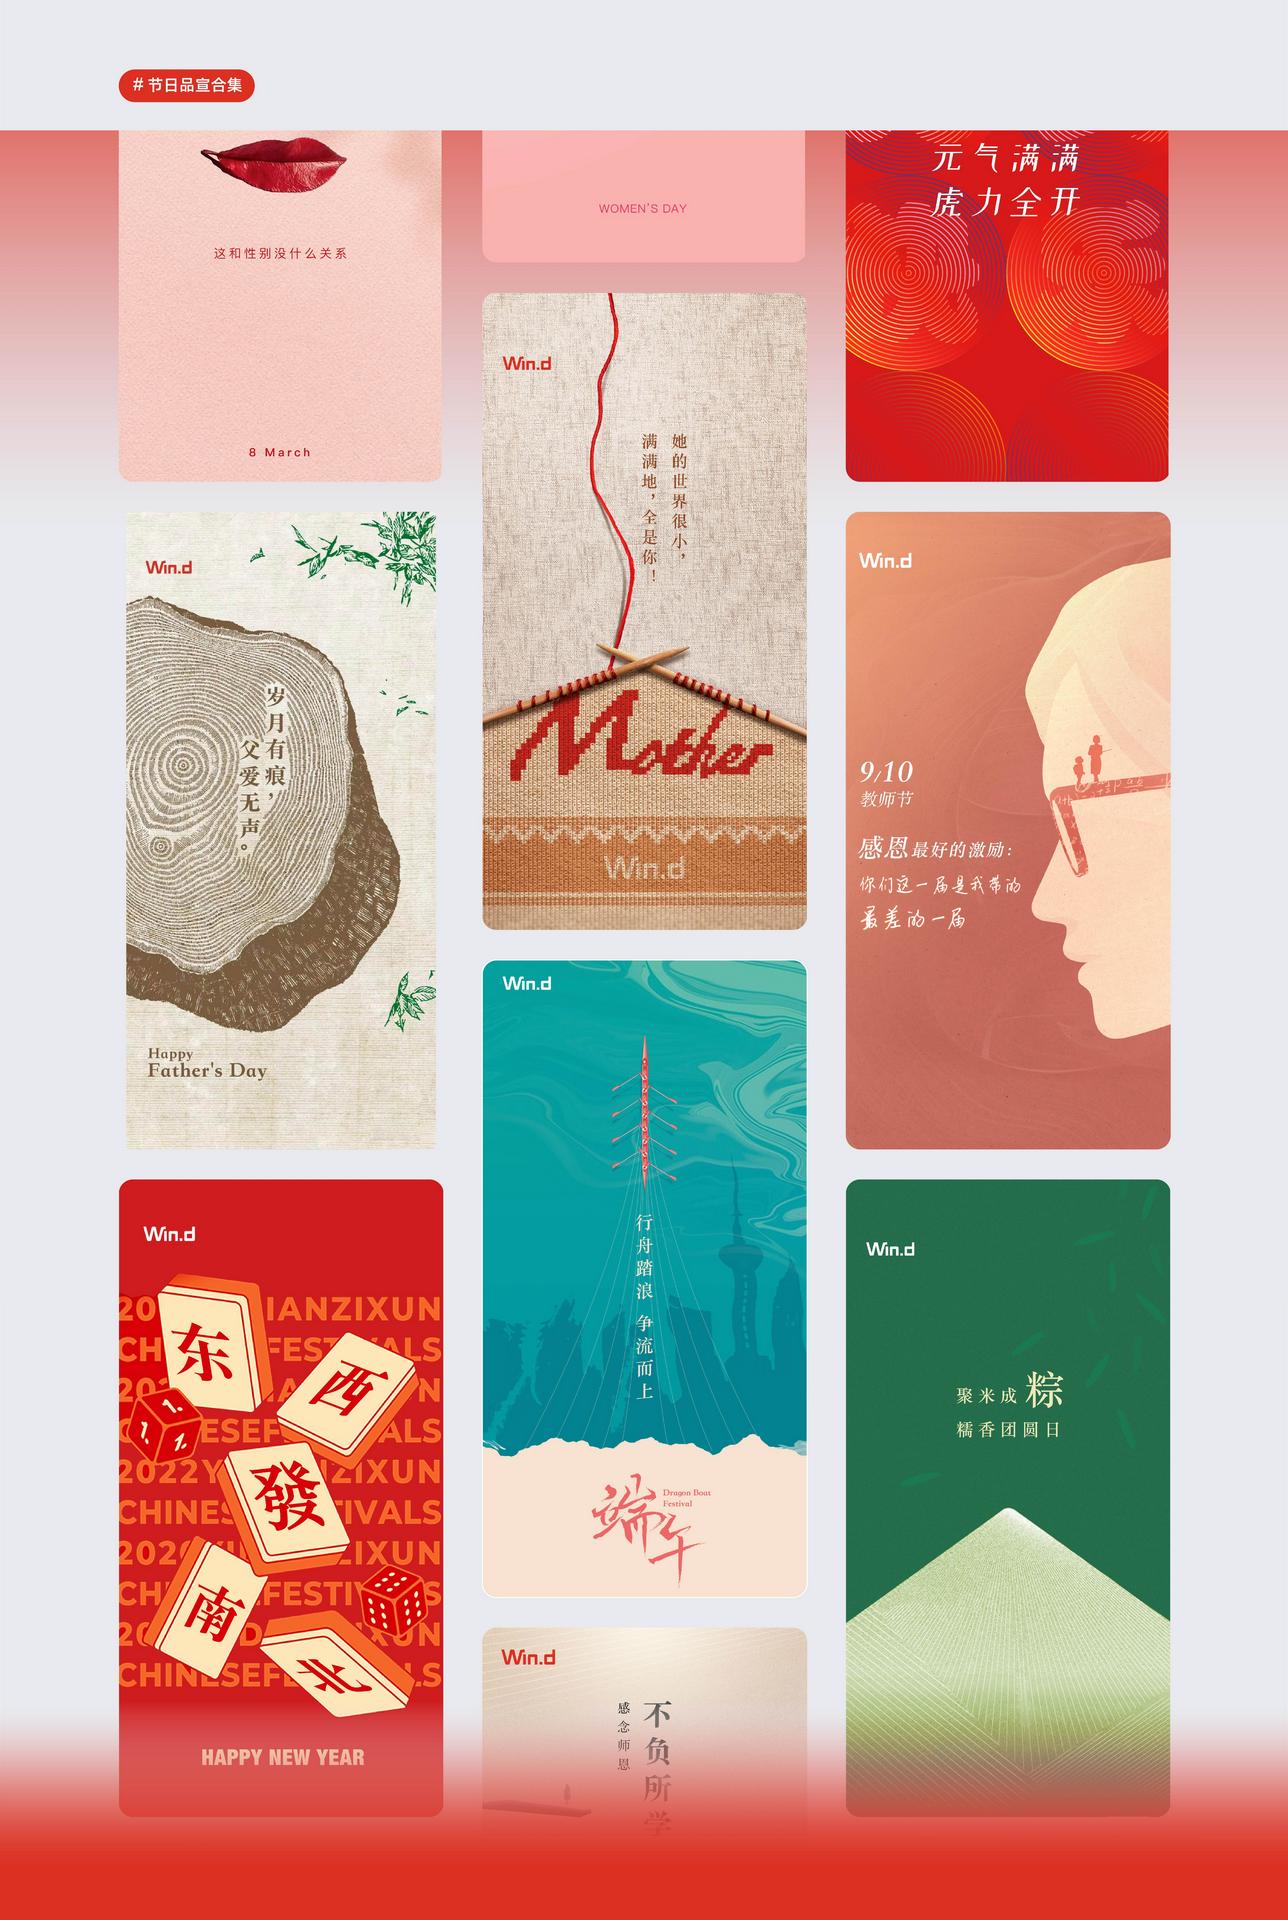 #节日品宣合集
这和性别没什么关系
8 March
Win.d
岁月有痕，
父爱无声。
Happy
Father's Day
Win.d
HAPPY NEW YEAR
东
西
發
南
北
WOMEN'S DAY
Win.d
她的世界很小，
满满地，全是你！
Mother
Win.d
Win.d
行舟踏浪 争流而上
端午
Dragon Boat
Festival
Win.d
不负所学
感念师恩
元气满满
虎力全开
Win.d
9/10
教师节
感恩最好的激励：
你们这一届是我带的
最差的一届
Win.d
聚米成粽
糯香团圆日